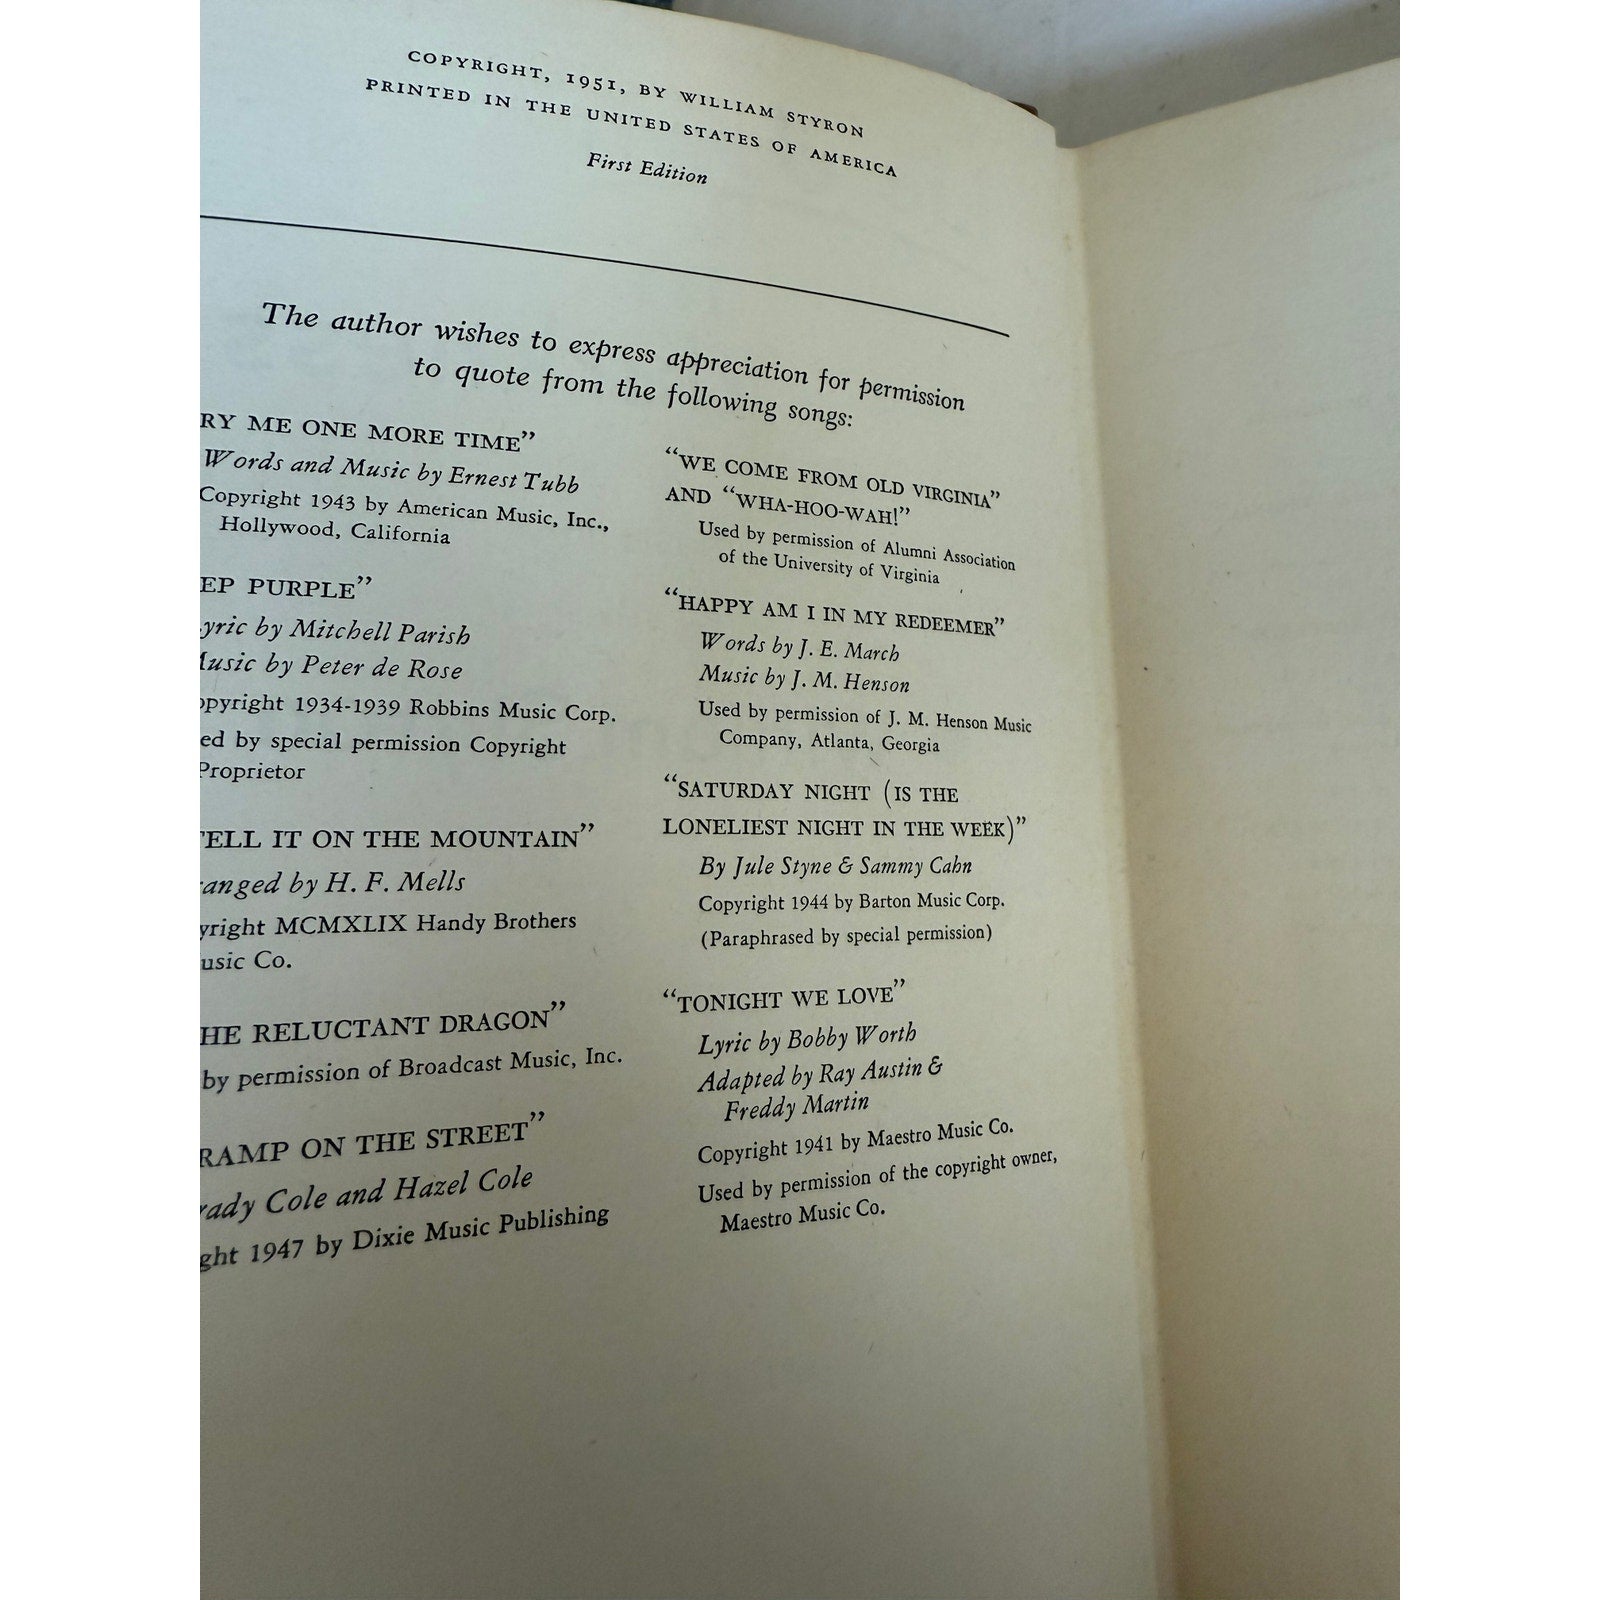 COPYRIGHT, 1951, BY WILLIAM STYRON
PRINTED IN THE UNITED STATES OF AMERICA
First Edition
The author wishes to express appreciation for permission
to quote from the following songs:
RY ME ONE MORE TIME”
Words and Music by Ernest Tubb
Copyright 1943 by American Music, Inc.,
Hollywood, California
EP PURPLE”
yric by Mitchell Parish
usic by Peter de Rose
pyright 1934-1939 Robbins Music Corp.
ed by special permission Copyright
Proprietor
TELL IT ON THE MOUNTAIN”
ranged by H. F. Mells
yright MCMXLIX Handy Brothers
usic Co.
HE RELUCTANT DRAGON”
by permission of Broadcast Music, Inc.
RAMP ON THE STREET”
rady Cole and Hazel Cole
ght 1947 by Dixie Music Publishing
“WE COME FROM OLD VIRGINIA”
AND “WHA-HOO-WAH!”
Used by permission of Alumni Association
of the University of Virginia
“HAPPY AM I IN MY REDEEMER”
Words by J. E. March
Music by J. M. Henson
Used by permission of J. M. Henson Music
Company, Atlanta, Georgia
“SATURDAY NIGHT (IS THE
LONELIEST NIGHT IN THE WEEK)”
By Jule Styne & Sammy Cahn
Copyright 1944 by Barton Music Corp.
(Paraphrased by special permission)
“TONIGHT WE LOVE”
Lyric by Bobby Worth
Adapted by Ray Austin &
Freddy Martin
Copyright 1941 by Maestro Music Co.
Used by permission of the copyright owner,
Maestro Music Co.